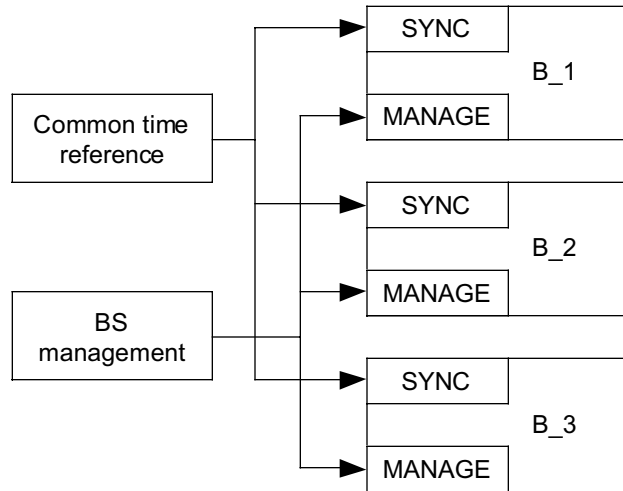 SYNC
B_1
MANAGE
Common time
reference
SYNC
B_2
MANAGE
BS
management
SYNC
B_3
MANAGE